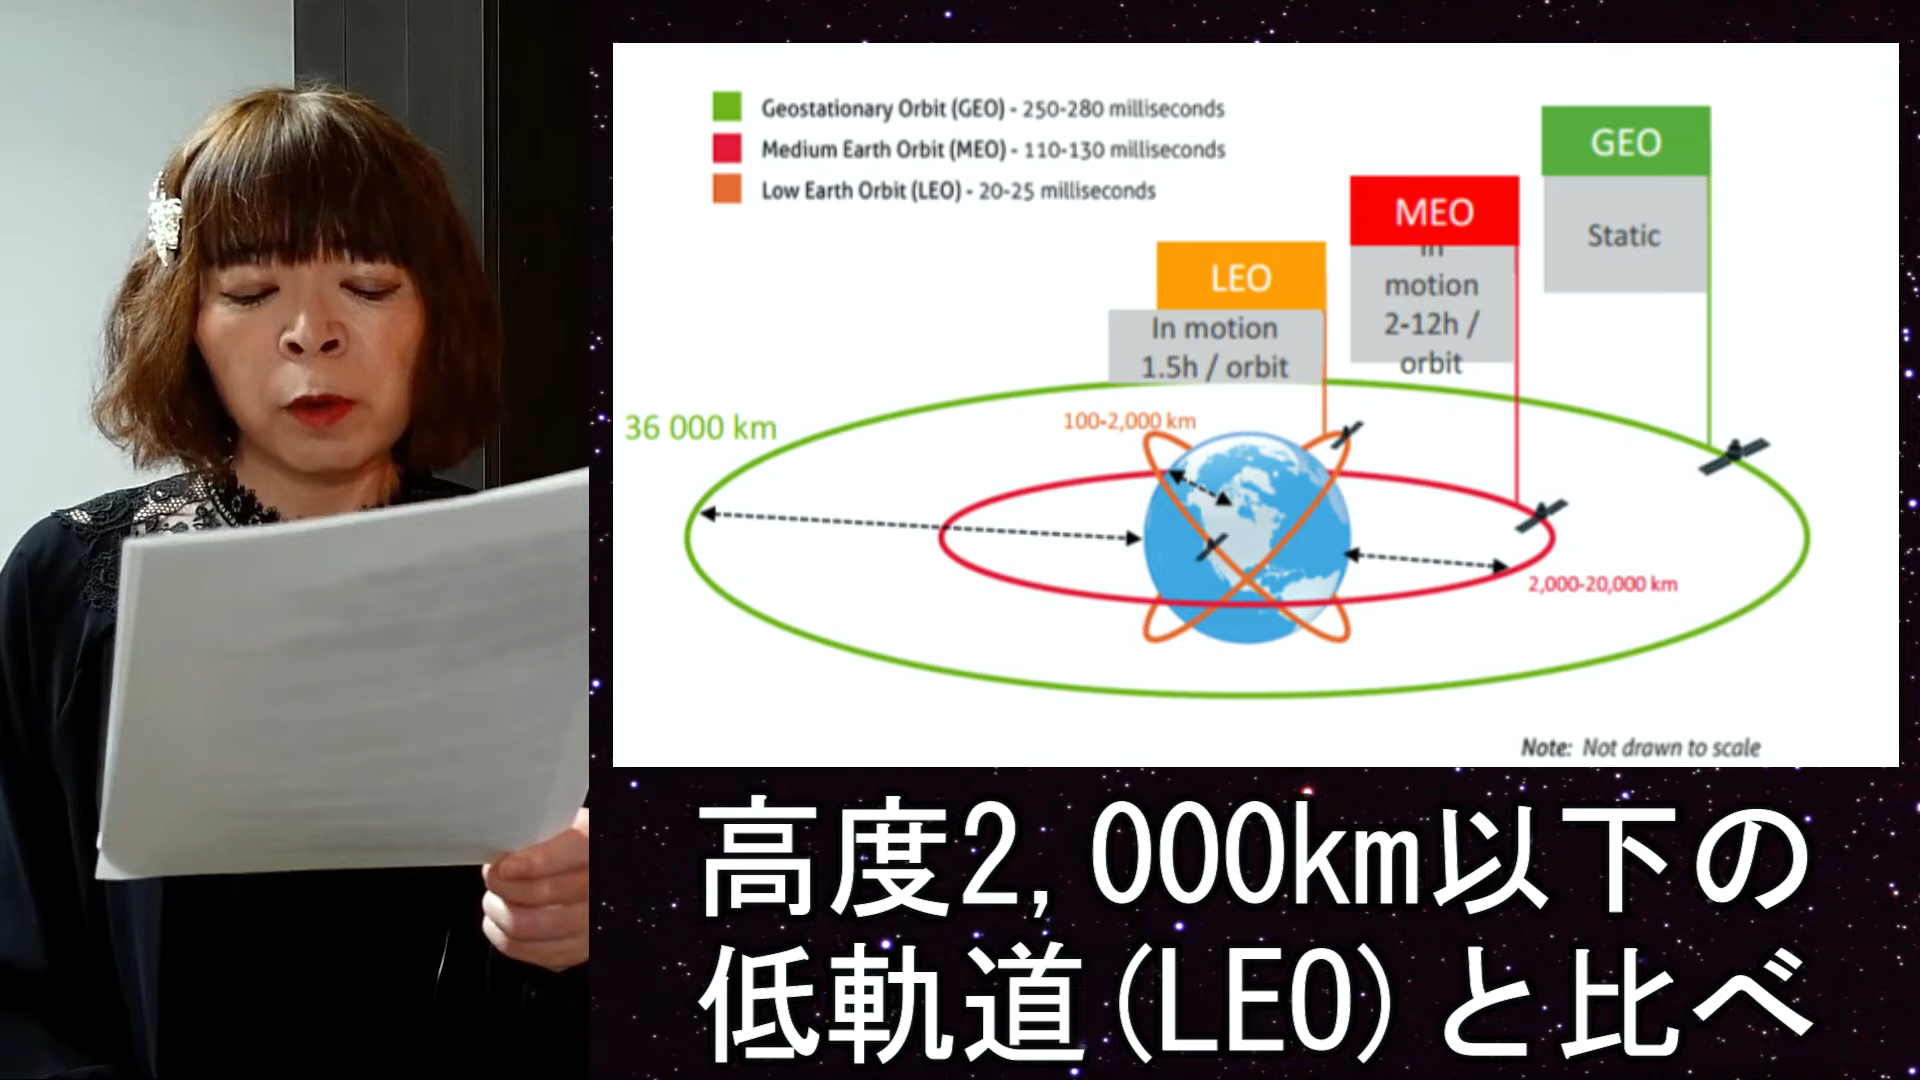 Geostationary Orbit (GEO) - 250-280 milliseconds
Medium Earth Orbit (MEO) - 110-130 milliseconds
Low Earth Orbit (LEO) - 20-25 milliseconds
GEO
Static
MEO
In
motion
2-12h /
orbit
LEO
In motion
1.5h / orbit
36 000 km
100-2,000 km
2,000-20,000 km
Note: Not drawn to scale
高度2,000km以下の
低軌道(LEO)と比べ